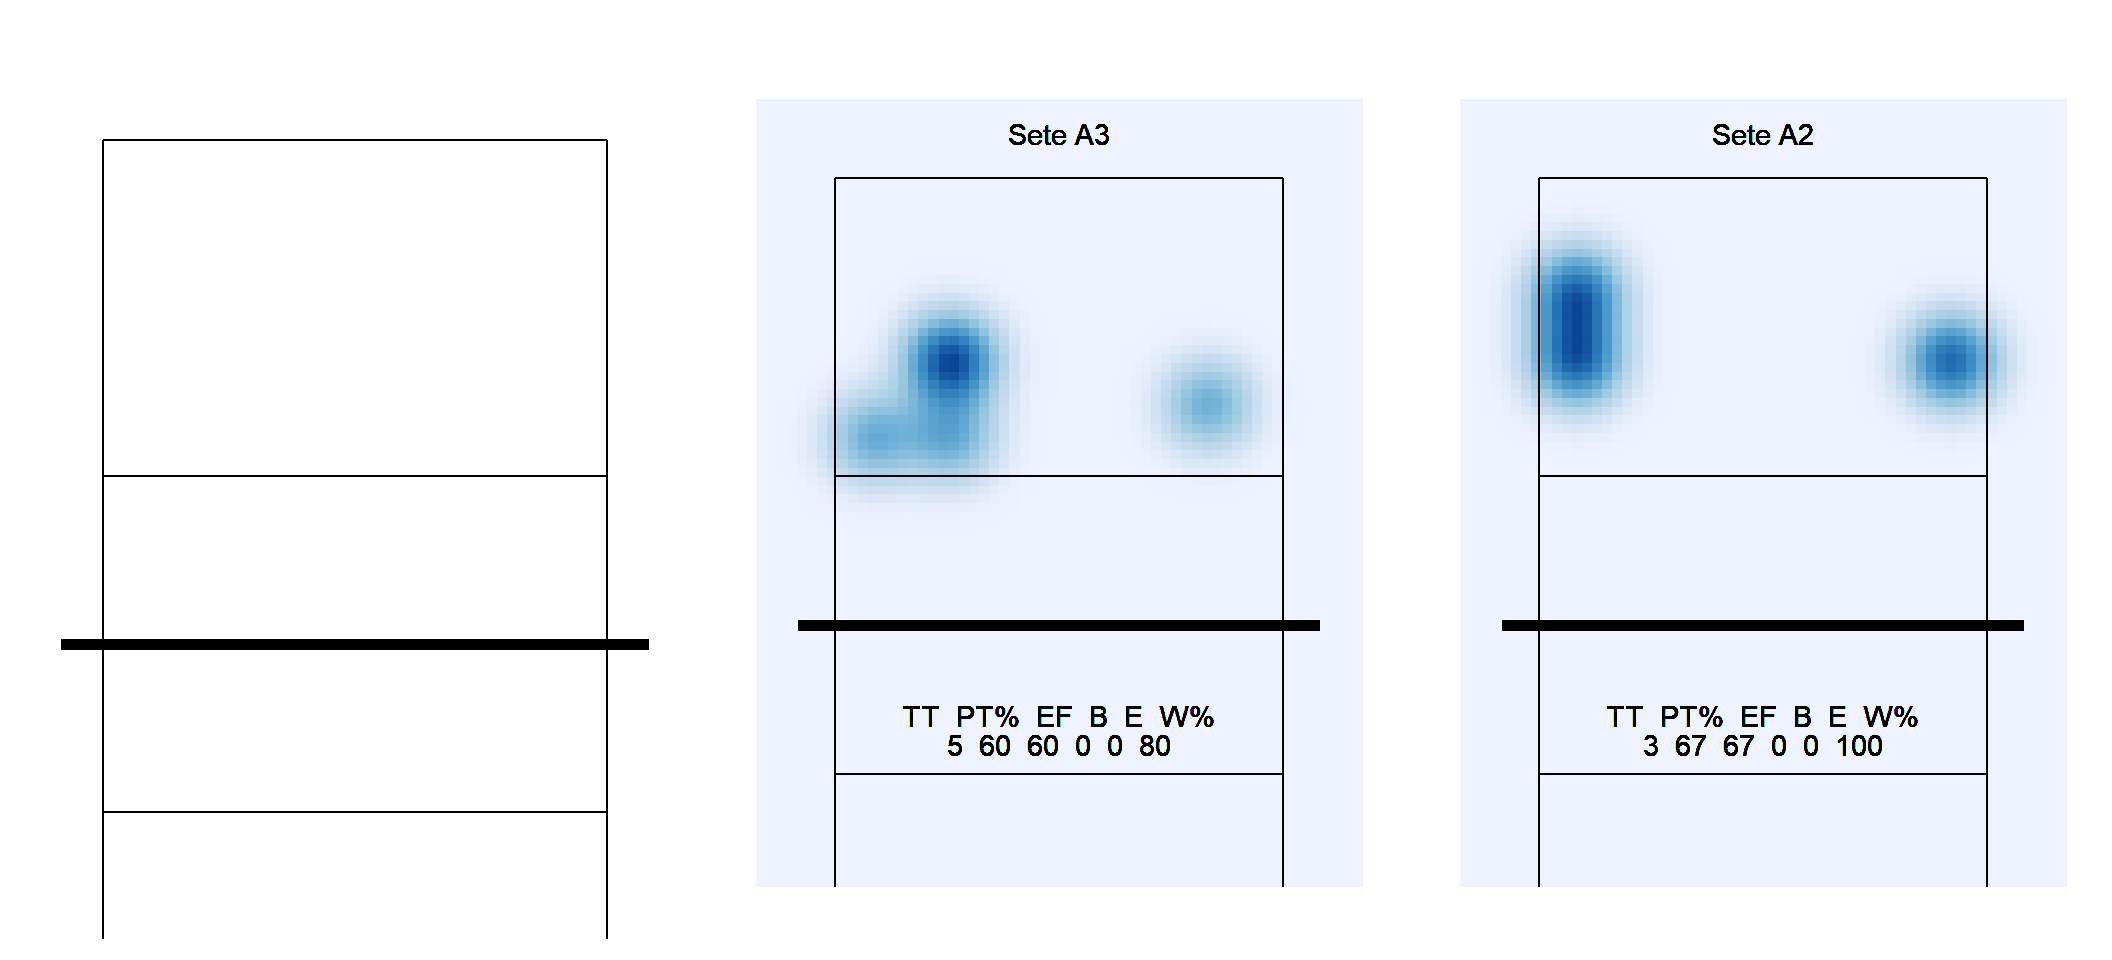 Sete A3
TT PT% EF B E W%
5 60 60 0 0 80
Sete A2
TT PT% EF B E W%
3 67 67 0 0 100